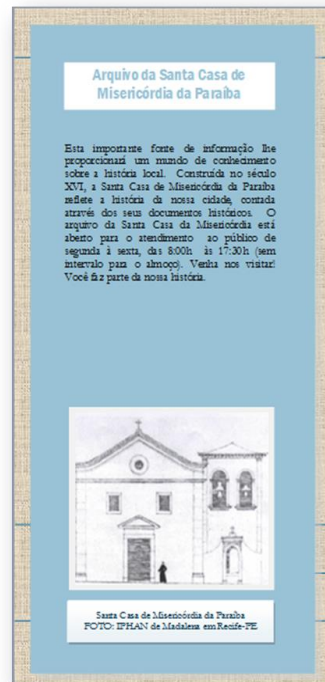 Arquivo da Santa Casa de
Misericórdia da Paraíba
Esta importante fonte de informação lhe
proporcionará um mundo de conhecimento
sobre a história local. Construída no século
XVI, a Santa Casa de Misericórdia da Paraíba
reflete a história da nossa cidade, contada
através dos seus documentos históricos. O
arquivo da Santa Casa da Misericórdia está
aberto para o atendimento ao público de
segunda à sexta, das 8:00h às 17:30h (sem
intervalo para o almoço). Venha nos visitar!
Você faz parte da nossa história.
Santa Casa de Misericórdia da Paraíba
FOTO: IPHAN de Madalena em Recife-PE